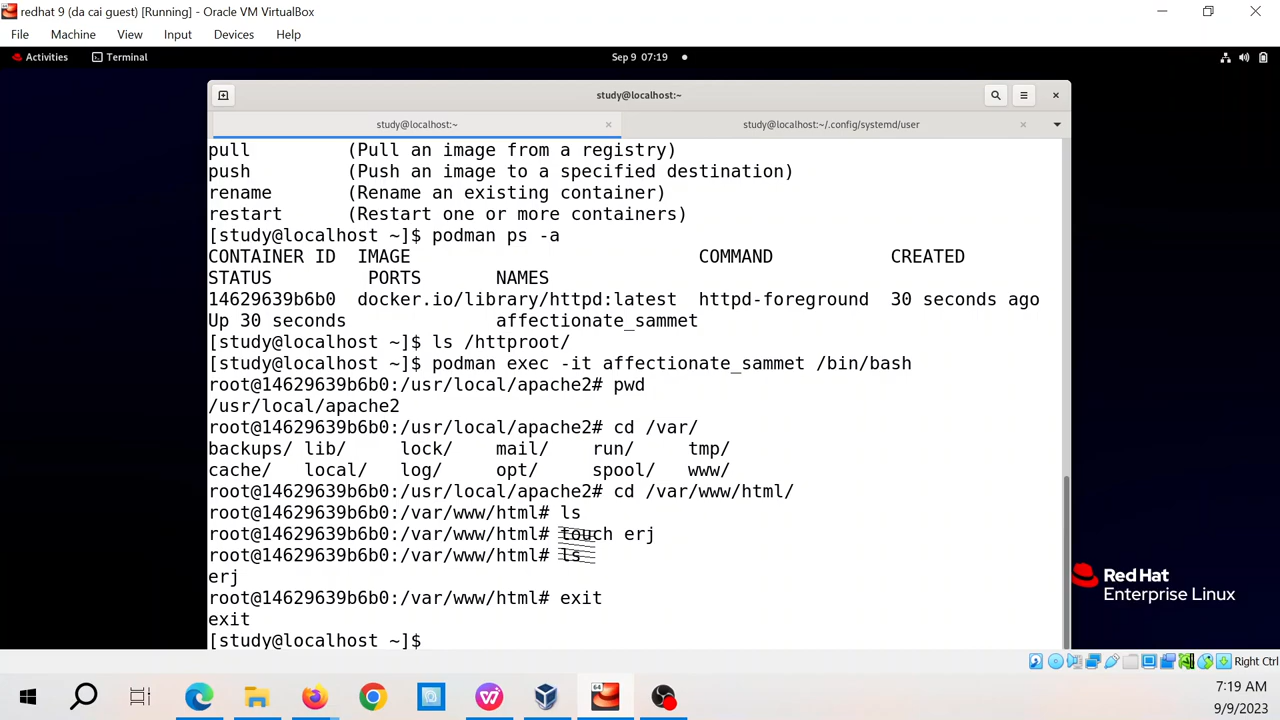 redhat 9 (da cai guest) [Running] - Oracle VM VirtualBox
File Machine View Input Devices Help
Activities Terminal Sep 9 07:19
study@localhost:~
study@localhost:~ study@localhost:~/.config/systemd/user
pull (Pull an image from a registry)
push (Push an image to a specified destination)
rename (Rename an existing container)
restart (Restart one or more containers)
[study@localhost ~]$ podman ps -a
CONTAINER ID IMAGE COMMAND CREATED
STATUS PORTS NAMES
14629639b6b0 docker.io/library/httpd:latest httpd-foreground 30 seconds ago
Up 30 seconds affectionate_sammet
[study@localhost ~]$ ls /httproot/
[study@localhost ~]$ podman exec -it affectionate_sammet /bin/bash
root@14629639b6b0:/usr/local/apache2# pwd
/usr/local/apache2
root@14629639b6b0:/usr/local/apache2# cd /var/
backups/ lib/ lock/ mail/ run/ tmp/
cache/ local/ log/ opt/ spool/ www/
root@14629639b6b0:/usr/local/apache2# cd /var/www/html/
root@14629639b6b0:/var/www/html# ls
root@14629639b6b0:/var/www/html# touch erj
root@14629639b6b0:/var/www/html# ls
erj
root@14629639b6b0:/var/www/html# exit
exit
[study@localhost ~]$
Red Hat
Enterprise Linux
Right Ctrl
64
7:19 AM
9/9/2023